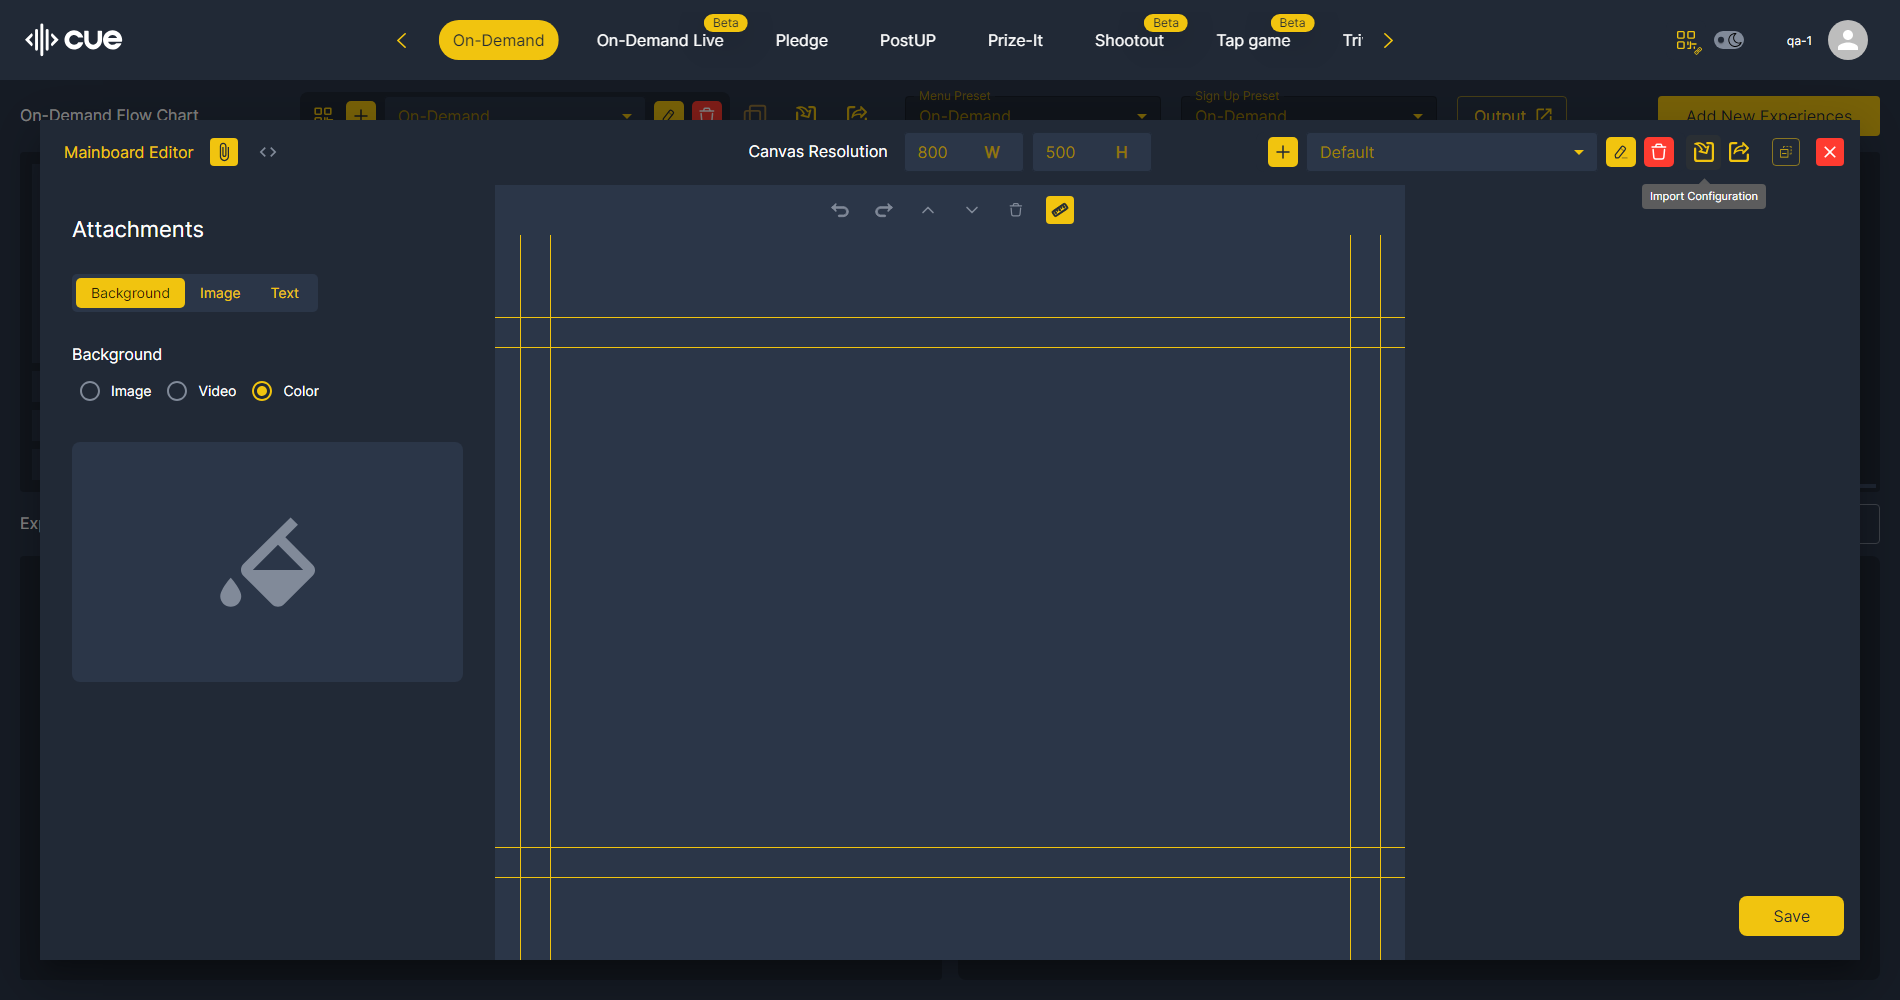 cue
On-Demand
On-Demand Live
Beta
Pledge
PostUP
Prize-It
Shootout
Beta
Tap game
Beta
Tri
qa-1
On-Demand Flow Chart
On-Demand
Menu Preset
On-Demand
Sign Up Preset
On-Demand
Output
Add New Experiences
Mainboard Editor
Canvas Resolution
800 W
500 H
Default
Import Configuration
Attachments
Background
Image
Text
Background
Image
Video
Color
Exp
Save